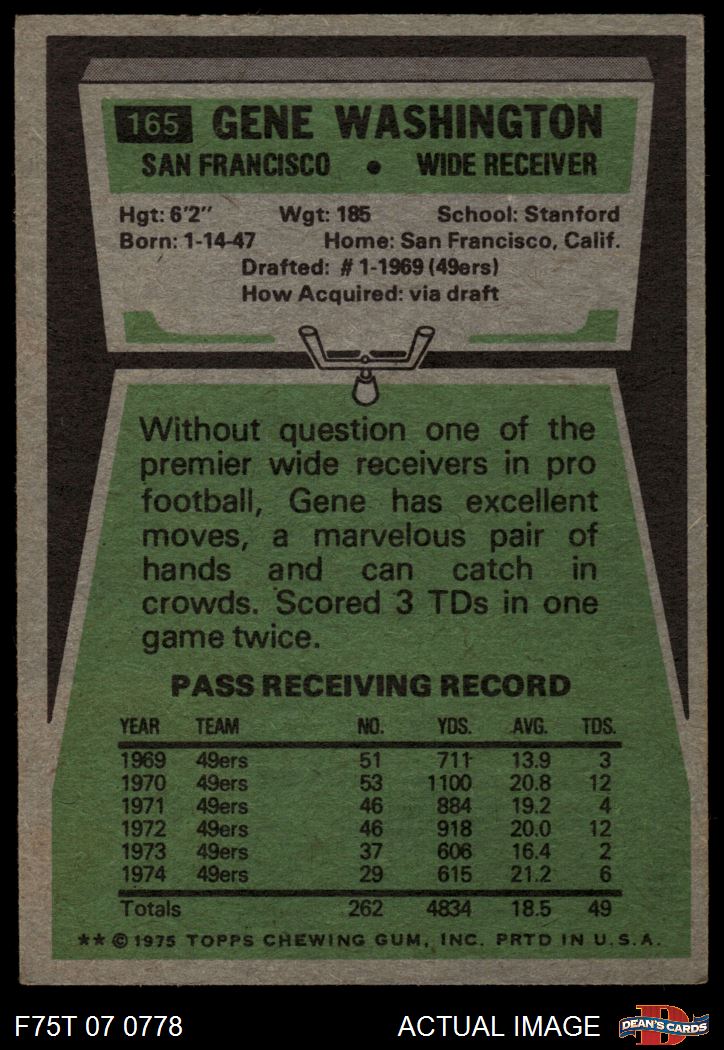 165 GENE WASHINGTON
SAN FRANCISCO • WIDE RECEIVER
Hgt: 6'2" Wgt: 185 School: Stanford
Born: 1-14-47 Home: San Francisco, Calif.
Drafted: #1-1969 (49ers)
How Acquired: via draft
Without question one of the
premier wide receivers in pro
football, Gene has excellent
moves, a marvelous pair of
hands and can catch in
crowds. Scored 3 TDs in one
game twice.
PASS RECEIVING RECORD
YEAR TEAM NO. YDS. AVG. TDS.
1969 49ers 51 711 13.9 3
1970 49ers 53 1100 20.8 12
1971 49ers 46 884 19.2 4
1972 49ers 46 918 20.0 12
1973 49ers 37 606 16.4 2
1974 49ers 29 615 21.2 6
Totals 262 4834 18.5 49
** © 1975 TOPPS CHEWING GUM, INC. PRTD IN U.S.A.
F75T 07 0778 ACTUAL IMAGE D DEAN'S CARDS